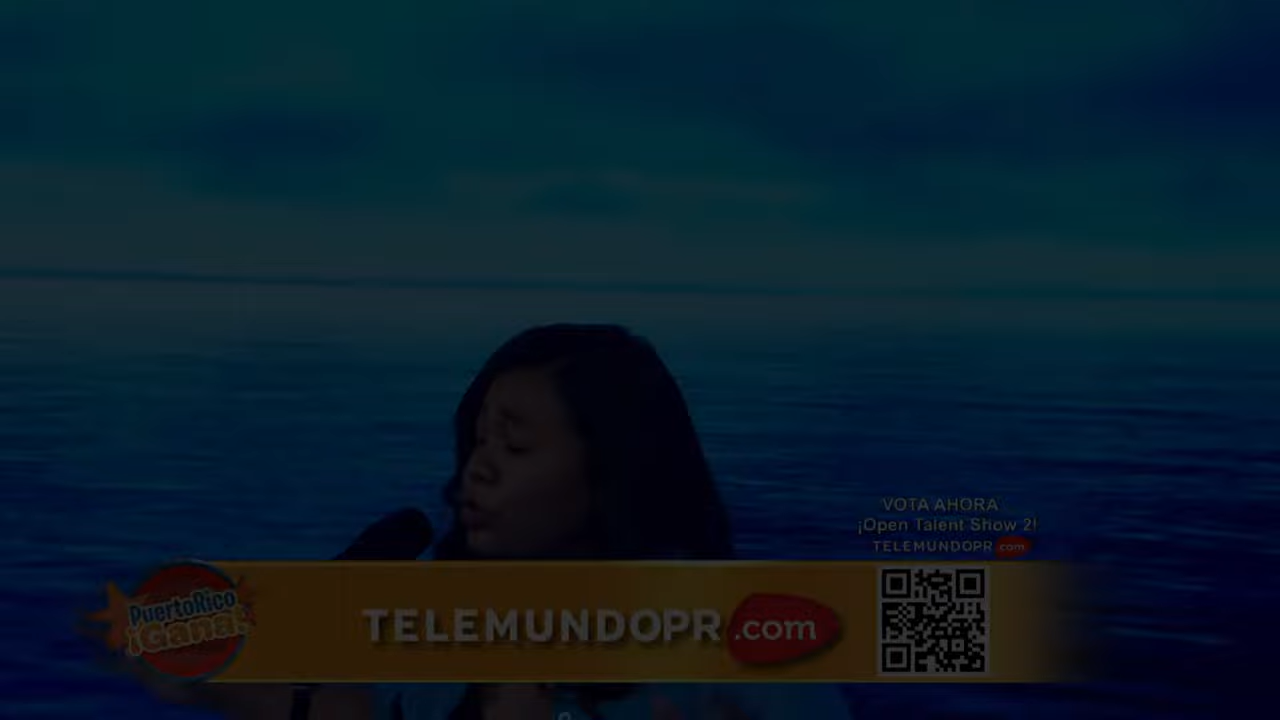 VOTA AHORA
¡Open Talent Show 2!
TELEMUNDOPR.com
PuertoRico
¡Gana!
TELEMUNDOPR.com